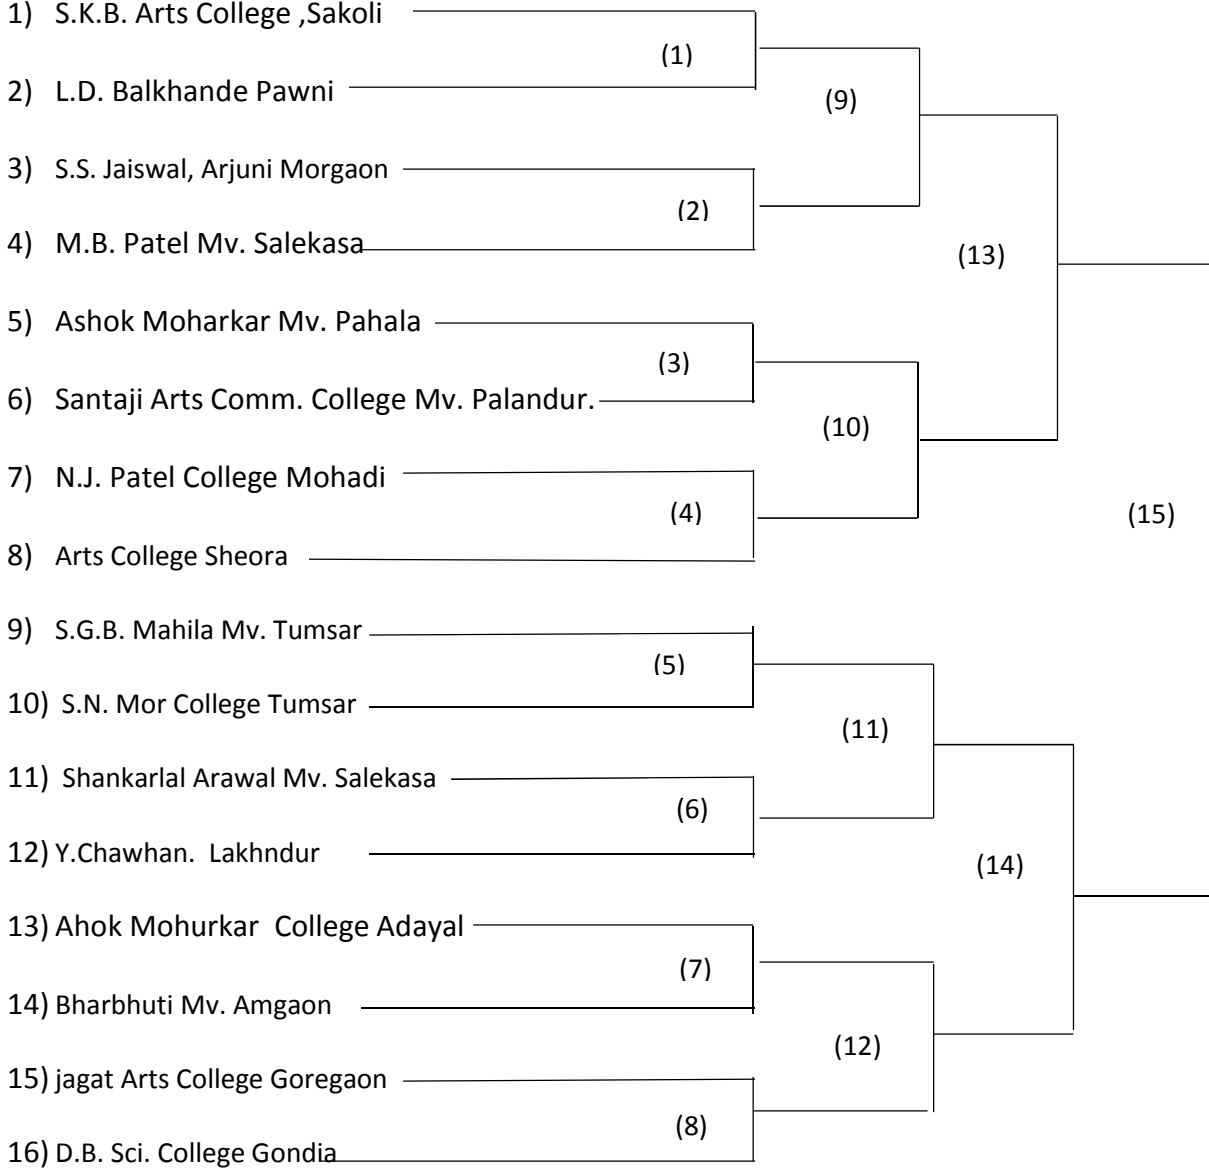 1) S.K.B. Arts College ,Sakoli
(1)
2) L.D. Balkhande Pawni
(9)
3) S.S. Jaiswal, Arjuni Morgaon
(2)
4) M.B. Patel Mv. Salekasa
(13)
5) Ashok Moharkar Mv. Pahala
(3)
6) Santaji Arts Comm. College Mv. Palandur.
(10)
7) N.J. Patel College Mohadi
(4)
(15)
8) Arts College Sheora
9) S.G.B. Mahila Mv. Tumsar
(5)
10) S.N. Mor College Tumsar
(11)
11) Shankarlal Arawal Mv. Salekasa
(6)
12) Y.Chawhan. Lakhndur
(14)
13) Ahok Mohurkar College Adayal
(7)
14) Bharbhuti Mv. Amgaon
(12)
15) jagat Arts College Goregaon
(8)
16) D.B. Sci. College Gondia